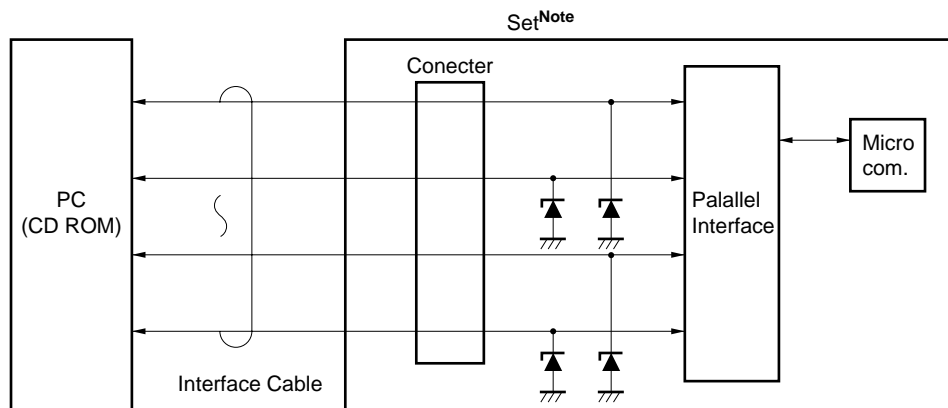 Set Note
Conecter
PC
(CD ROM)
Palallel
Interface
Micro
com.
Interface Cable